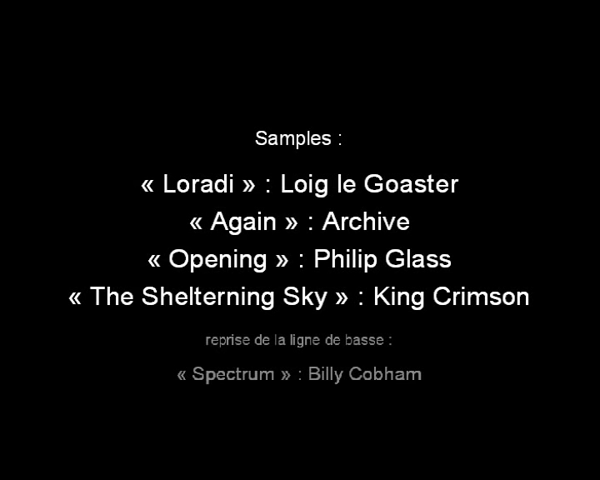 Samples :
« Loradi » : Loig le Goaster
« Again » : Archive
« Opening » : Philip Glass
« The Shelterning Sky » : King Crimson
reprise de la ligne de basse :
« Spectrum » : Billy Cobham